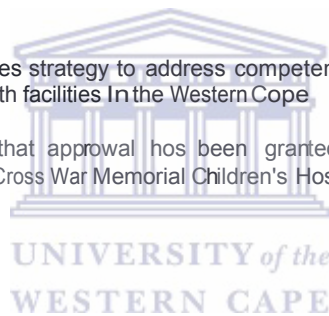 es strategy to address competen
th facilities In the Western Cope
that approwal hos been granted
Cross War Memorial Children's Hos
UNIVERSITY of the
WESTERN CAPE